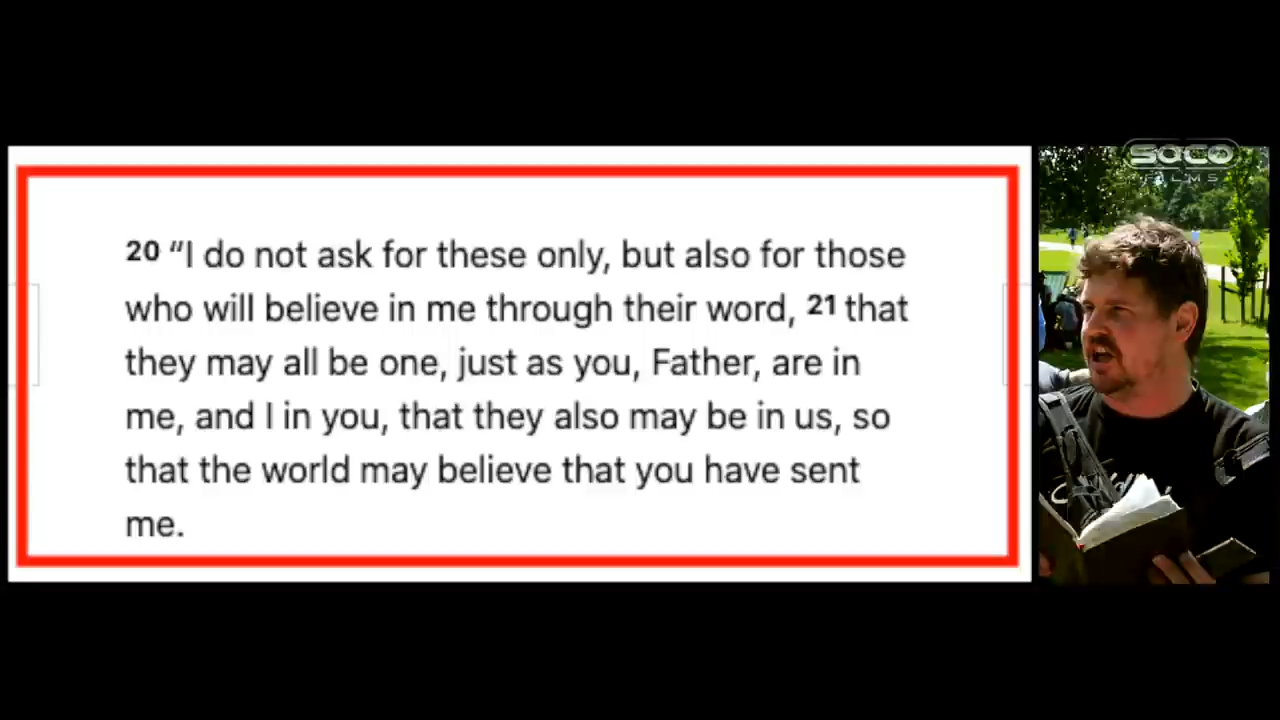 20 “I do not ask for these only, but also for those
who will believe in me through their word, 21 that
they may all be one, just as you, Father, are in
me, and I in you, that they also may be in us, so
that the world may believe that you have sent
me.
SOCO
FILMS